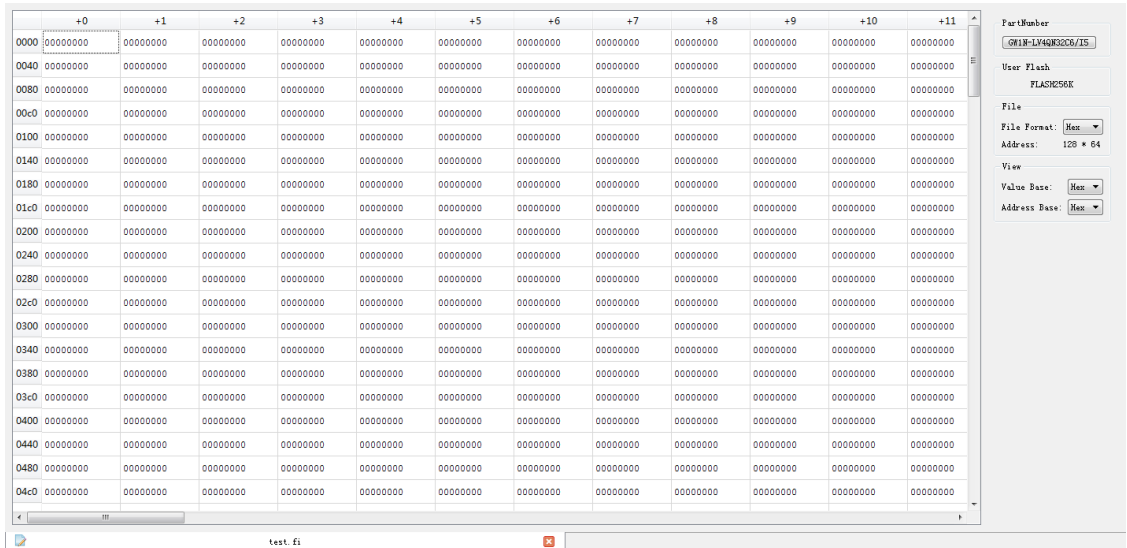 +0 +1 +2 +3 +4 +5 +6 +7 +8 +9 +10 +11
0000 00000000 00000000 00000000 00000000 00000000 00000000 00000000 00000000 00000000 00000000 00000000 00000000
0040 00000000 00000000 00000000 00000000 00000000 00000000 00000000 00000000 00000000 00000000 00000000 00000000
0080 00000000 00000000 00000000 00000000 00000000 00000000 00000000 00000000 00000000 00000000 00000000 00000000
00c0 00000000 00000000 00000000 00000000 00000000 00000000 00000000 00000000 00000000 00000000 00000000 00000000
0100 00000000 00000000 00000000 00000000 00000000 00000000 00000000 00000000 00000000 00000000 00000000 00000000
0140 00000000 00000000 00000000 00000000 00000000 00000000 00000000 00000000 00000000 00000000 00000000 00000000
0180 00000000 00000000 00000000 00000000 00000000 00000000 00000000 00000000 00000000 00000000 00000000 00000000
01c0 00000000 00000000 00000000 00000000 00000000 00000000 00000000 00000000 00000000 00000000 00000000 00000000
0200 00000000 00000000 00000000 00000000 00000000 00000000 00000000 00000000 00000000 00000000 00000000 00000000
0240 00000000 00000000 00000000 00000000 00000000 00000000 00000000 00000000 00000000 00000000 00000000 00000000
0280 00000000 00000000 00000000 00000000 00000000 00000000 00000000 00000000 00000000 00000000 00000000 00000000
02c0 00000000 00000000 00000000 00000000 00000000 00000000 00000000 00000000 00000000 00000000 00000000 00000000
0300 00000000 00000000 00000000 00000000 00000000 00000000 00000000 00000000 00000000 00000000 00000000 00000000
0340 00000000 00000000 00000000 00000000 00000000 00000000 00000000 00000000 00000000 00000000 00000000 00000000
0380 00000000 00000000 00000000 00000000 00000000 00000000 00000000 00000000 00000000 00000000 00000000 00000000
03c0 00000000 00000000 00000000 00000000 00000000 00000000 00000000 00000000 00000000 00000000 00000000 00000000
0400 00000000 00000000 00000000 00000000 00000000 00000000 00000000 00000000 00000000 00000000 00000000 00000000
0440 00000000 00000000 00000000 00000000 00000000 00000000 00000000 00000000 00000000 00000000 00000000 00000000
0480 00000000 00000000 00000000 00000000 00000000 00000000 00000000 00000000 00000000 00000000 00000000 00000000
04c0 00000000 00000000 00000000 00000000 00000000 00000000 00000000 00000000 00000000 00000000 00000000 00000000
PartNumber
GW1N-LV4QN32C6/I5
User Flash
FLASH256K
File
File Format: Hex
Address: 128 * 64
View
Value Base: Hex
Address Base: Hex
test.fi